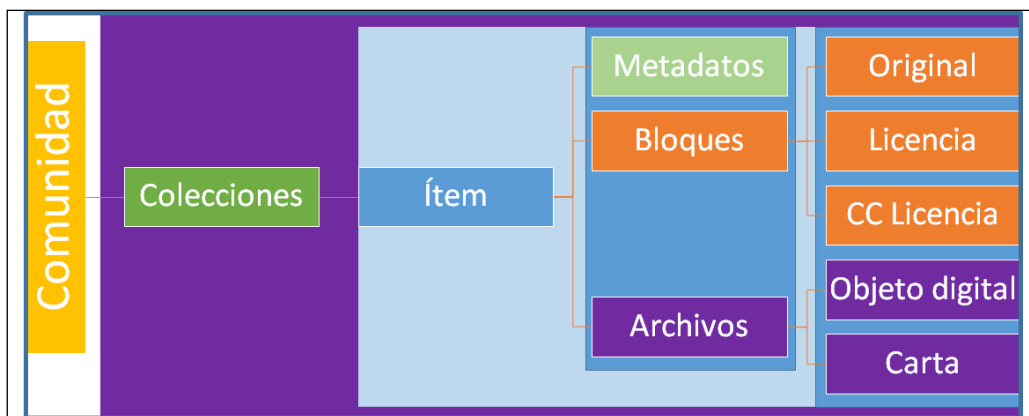 Comunidad
Colecciones
Ítem
Metadatos
Bloques
Archivos
Original
Licencia
CC Licencia
Objeto digital
Carta